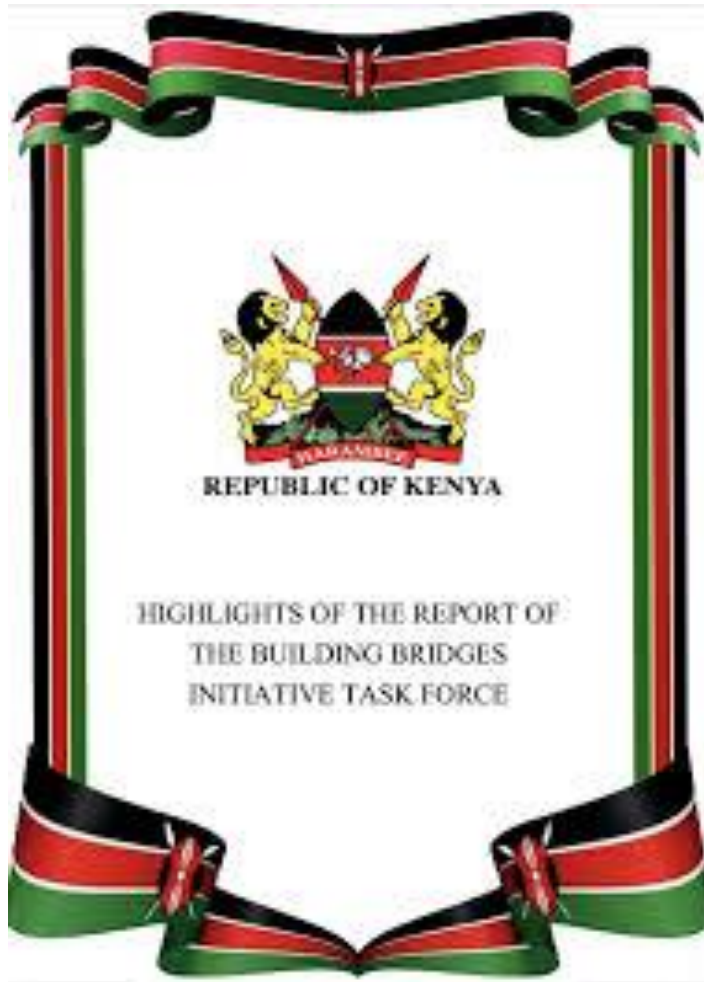 HARAMBEE
REPUBLIC OF KENYA
HIGHLIGHTS OF THE REPORT OF
THE BUILDING BRIDGES
INITIATIVE TASK FORCE